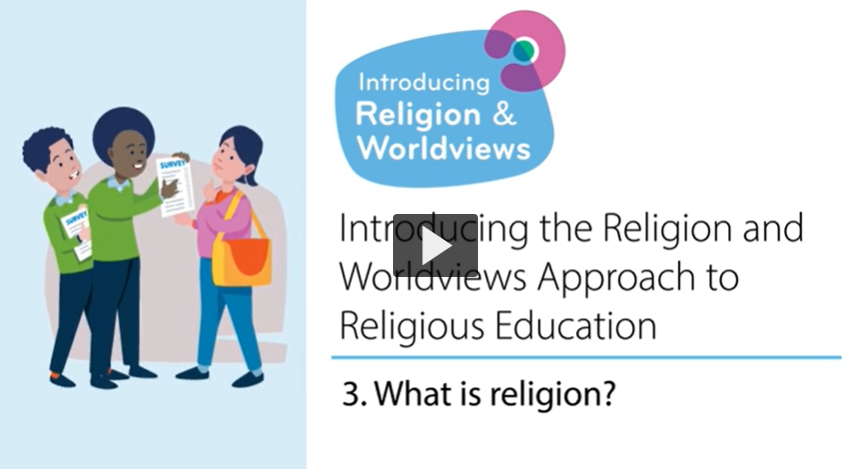 SURVEY
SURVEY
Introducing
Religion &
Worldviews
Introducing the Religion and
Worldviews Approach to
Religious Education
3. What is religion?